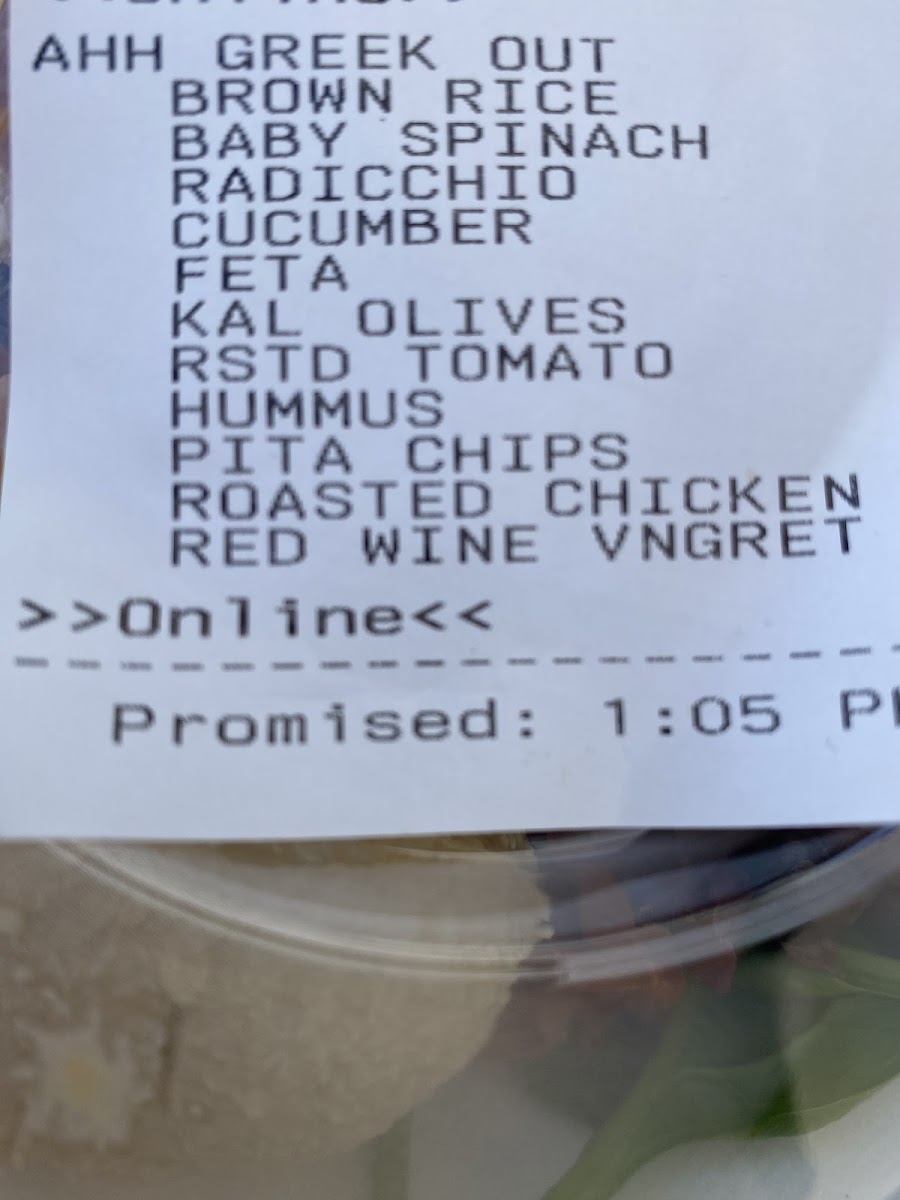 AHH GREEK OUT
BROWN RICE
BABY SPINACH
RADICCHIO
CUCUMBER
FETA
KAL OLIVES
RSTD TOMATO
HUMMUS
PITA CHIPS
ROASTED CHICKEN
RED WINE VNGRET
>>Online<<
Promised: 1:05